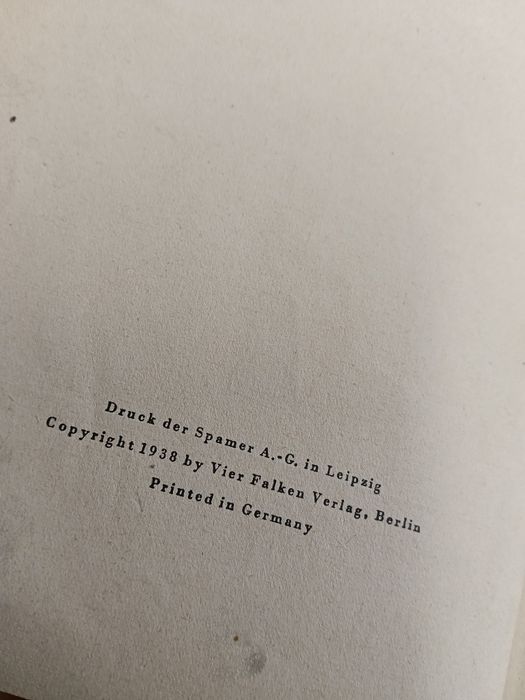 Druck der Spamer A.-G. in Leipzig
Copyright 1938 by Vier Falken Verlag, Berlin
Printed in Germany